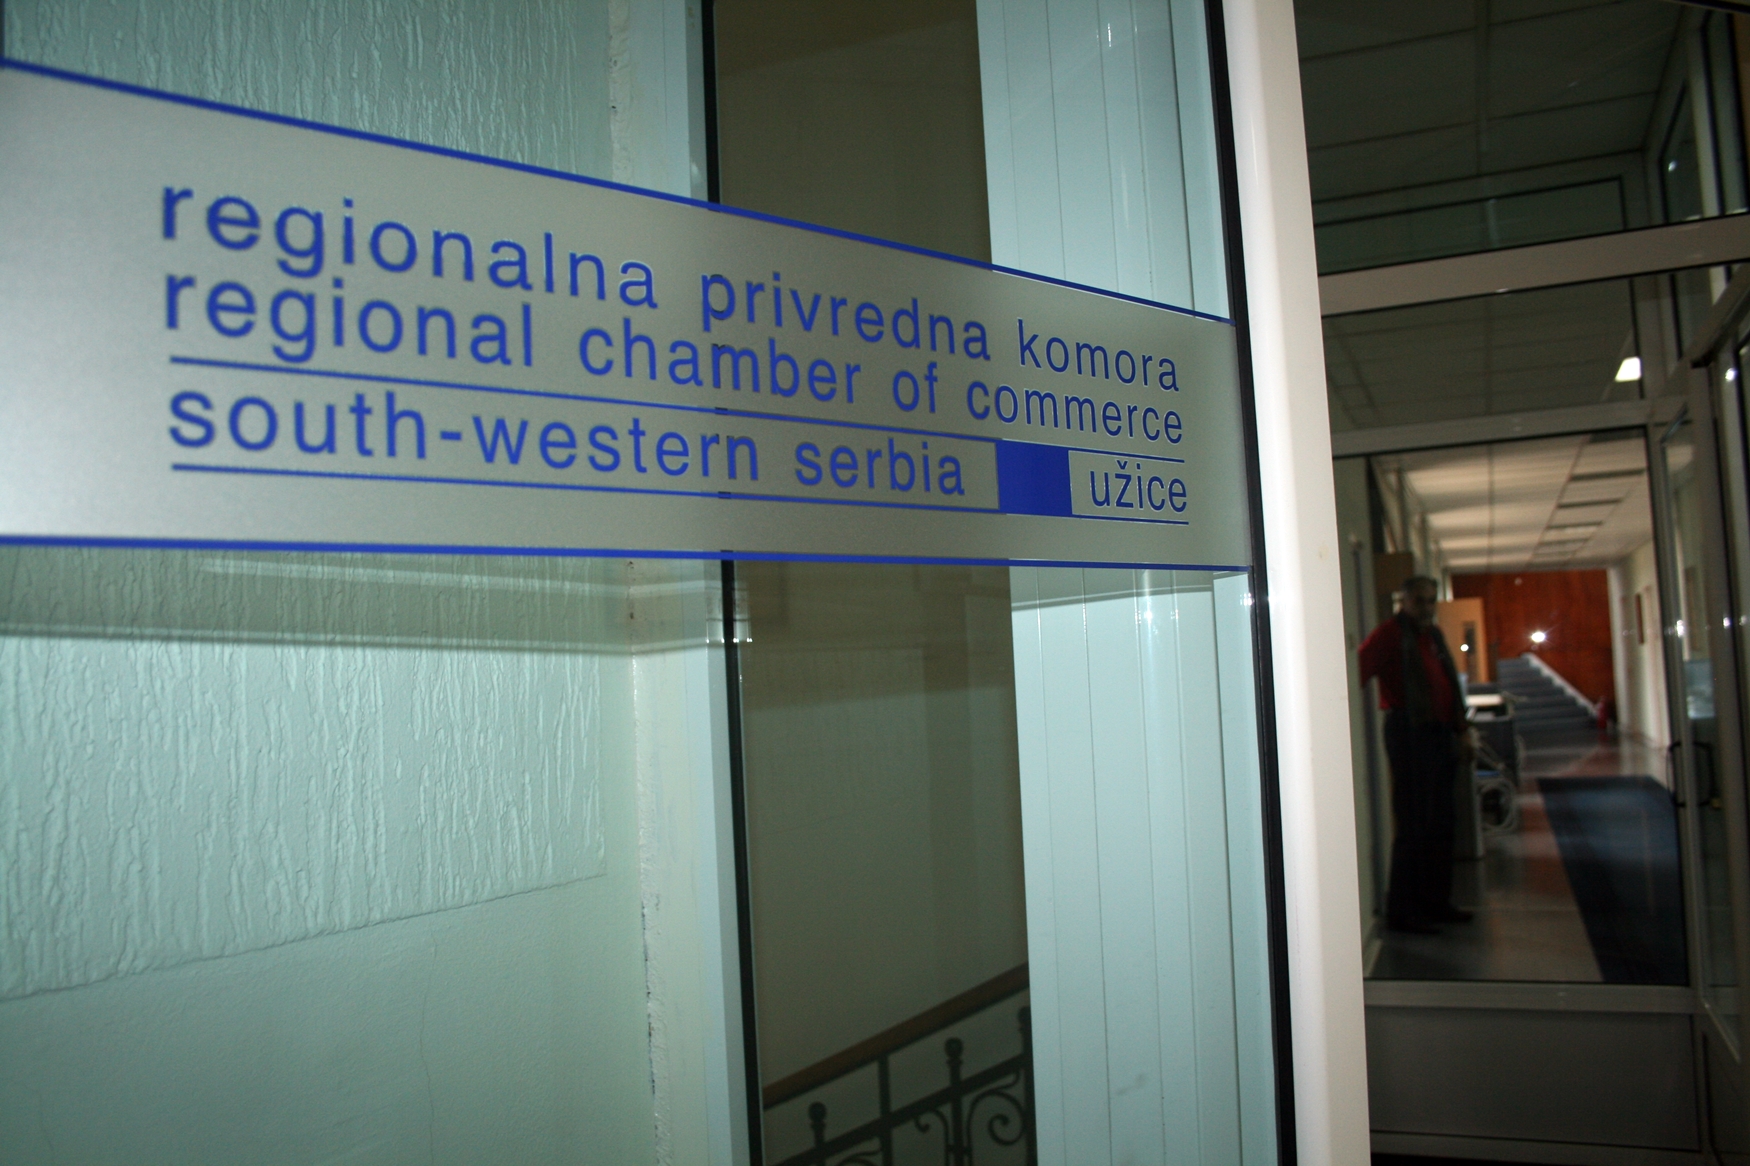 regionalna privredna komora
regional chamber of commerce
south-western serbia užice